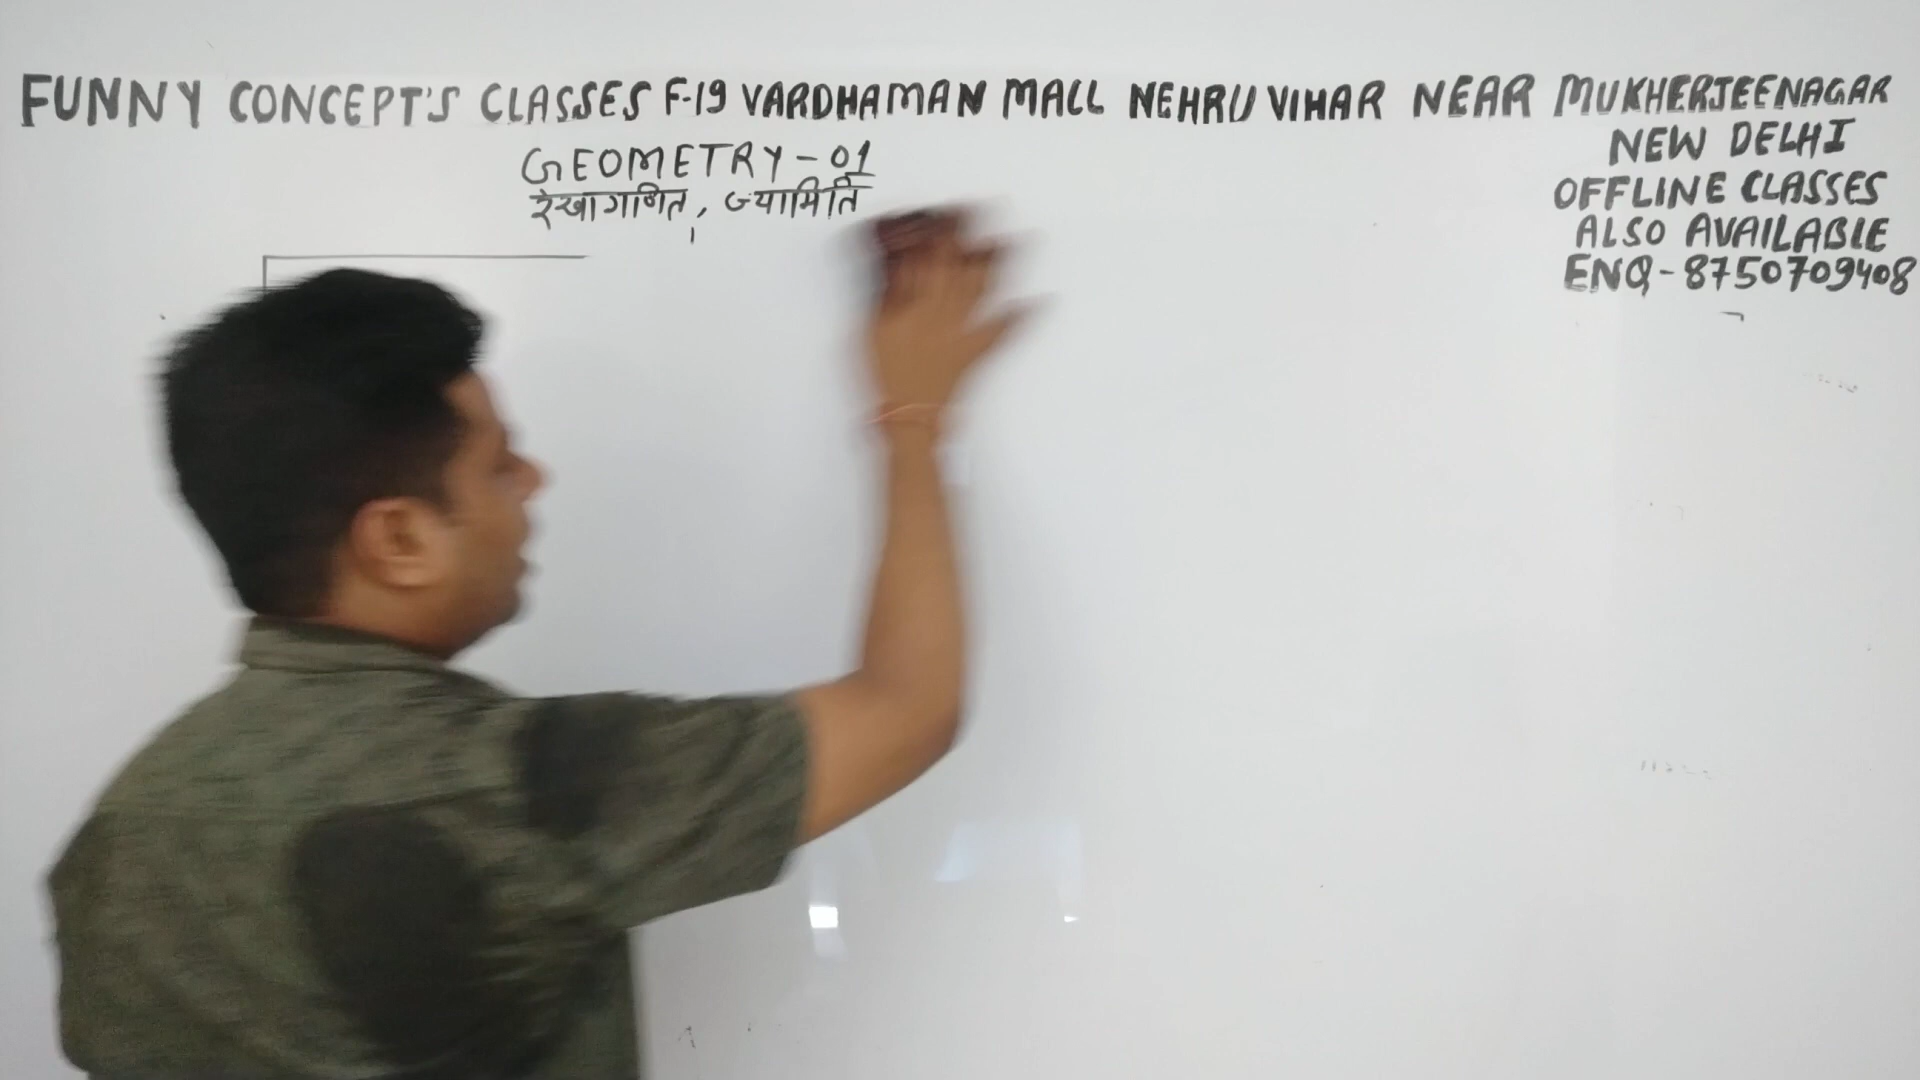 FUNNY CONCEPT'S CLASSES F-19 VARDHAMAN MALL NEHRU VIHAR NEAR MUKHERJEENAGAR
NEW DELHI
OFFLINE CLASSES
ALSO AVAILABLE
ENQ-8750709408
GEOMETRY-01
रेखागणित, ज्यामिति